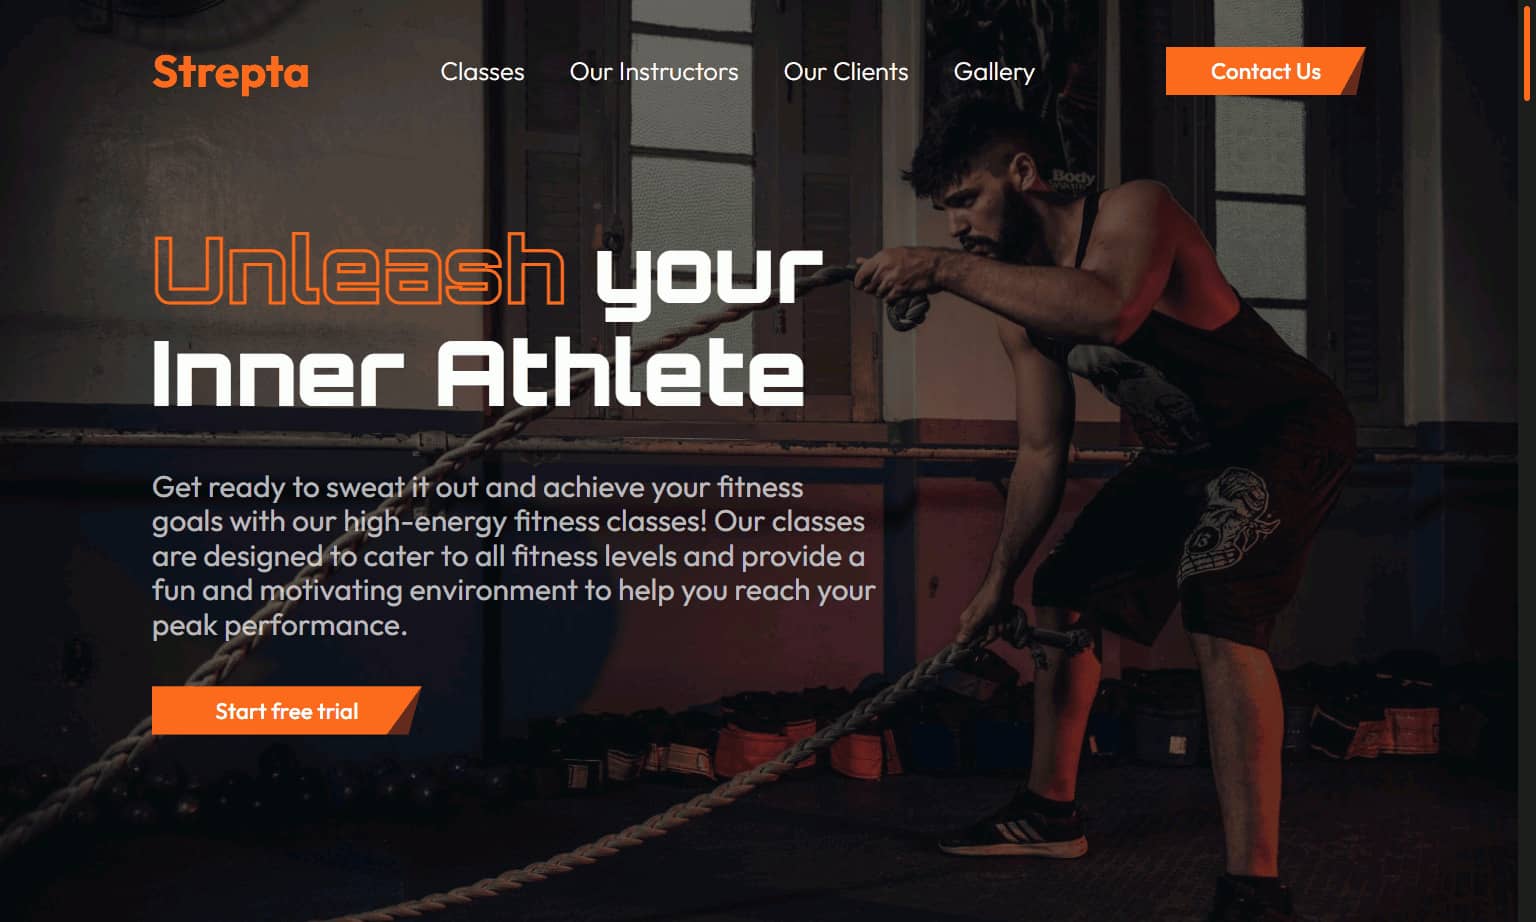 Strepta
Classes
Our Instructors
Our Clients
Gallery
Contact Us
Body
Unleash your
Inner Athlete
Get ready to sweat it out and achieve your fitness
goals with our high-energy fitness classes! Our classes
are designed to cater to all fitness levels and provide a
fun and motivating environment to help you reach your
peak performance.
Start free trial
13